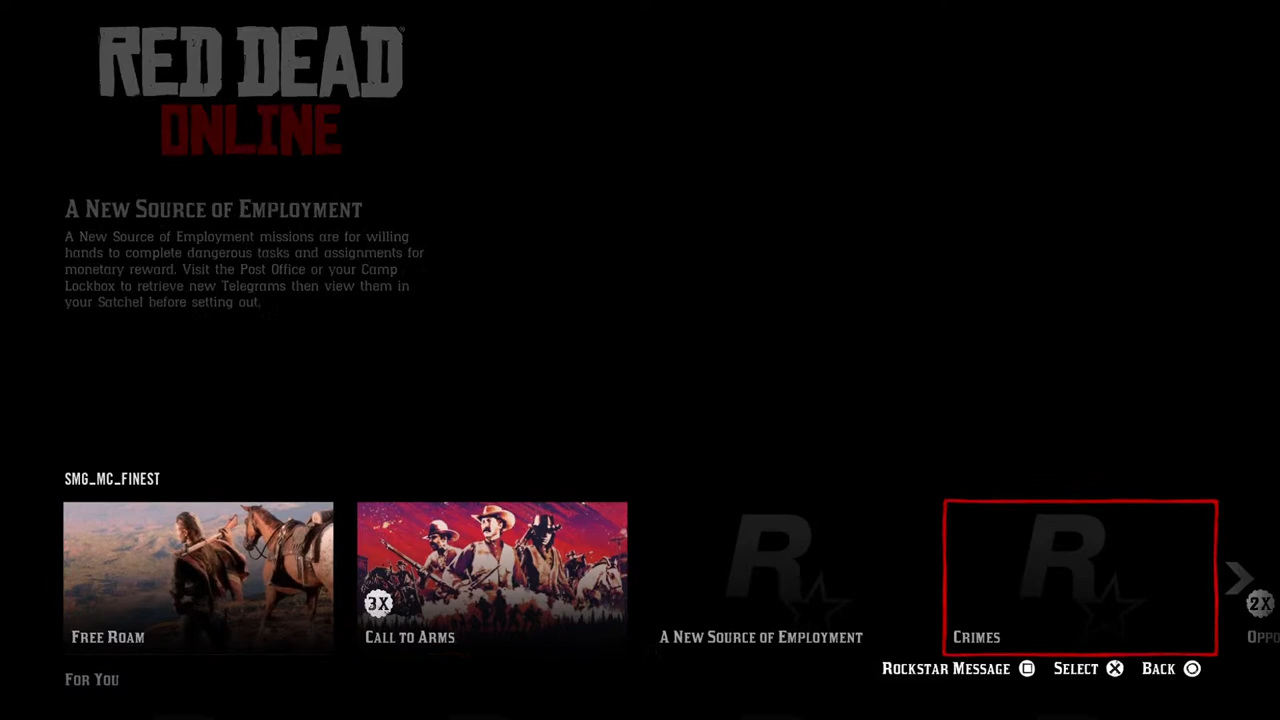 RED DEAD
ONLINE
A New Source of Employment
A New Source of Employment missions are for willing
hands to complete dangerous tasks and assignments for
monetary reward. Visit the Post Office or your Camp
Lockbox to retrieve new Telegrams then view them in
your Satchel before setting out.
SMG_MC_FINEST
Free Roam
3X
Call to Arms
R
A New Source of Employment
R
Crimes
2X
Oppo
Rockstar Message
Select
Back
For You